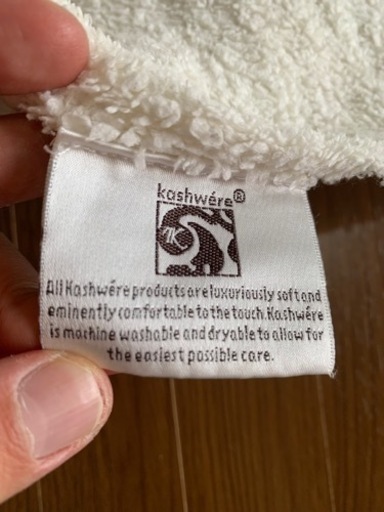 kashwére®
K
All Kashwére products are luxuriously soft and
eminently comfortable to the touch. Kashwére
is machine washable and dryable to allow for
the easiest possible care.